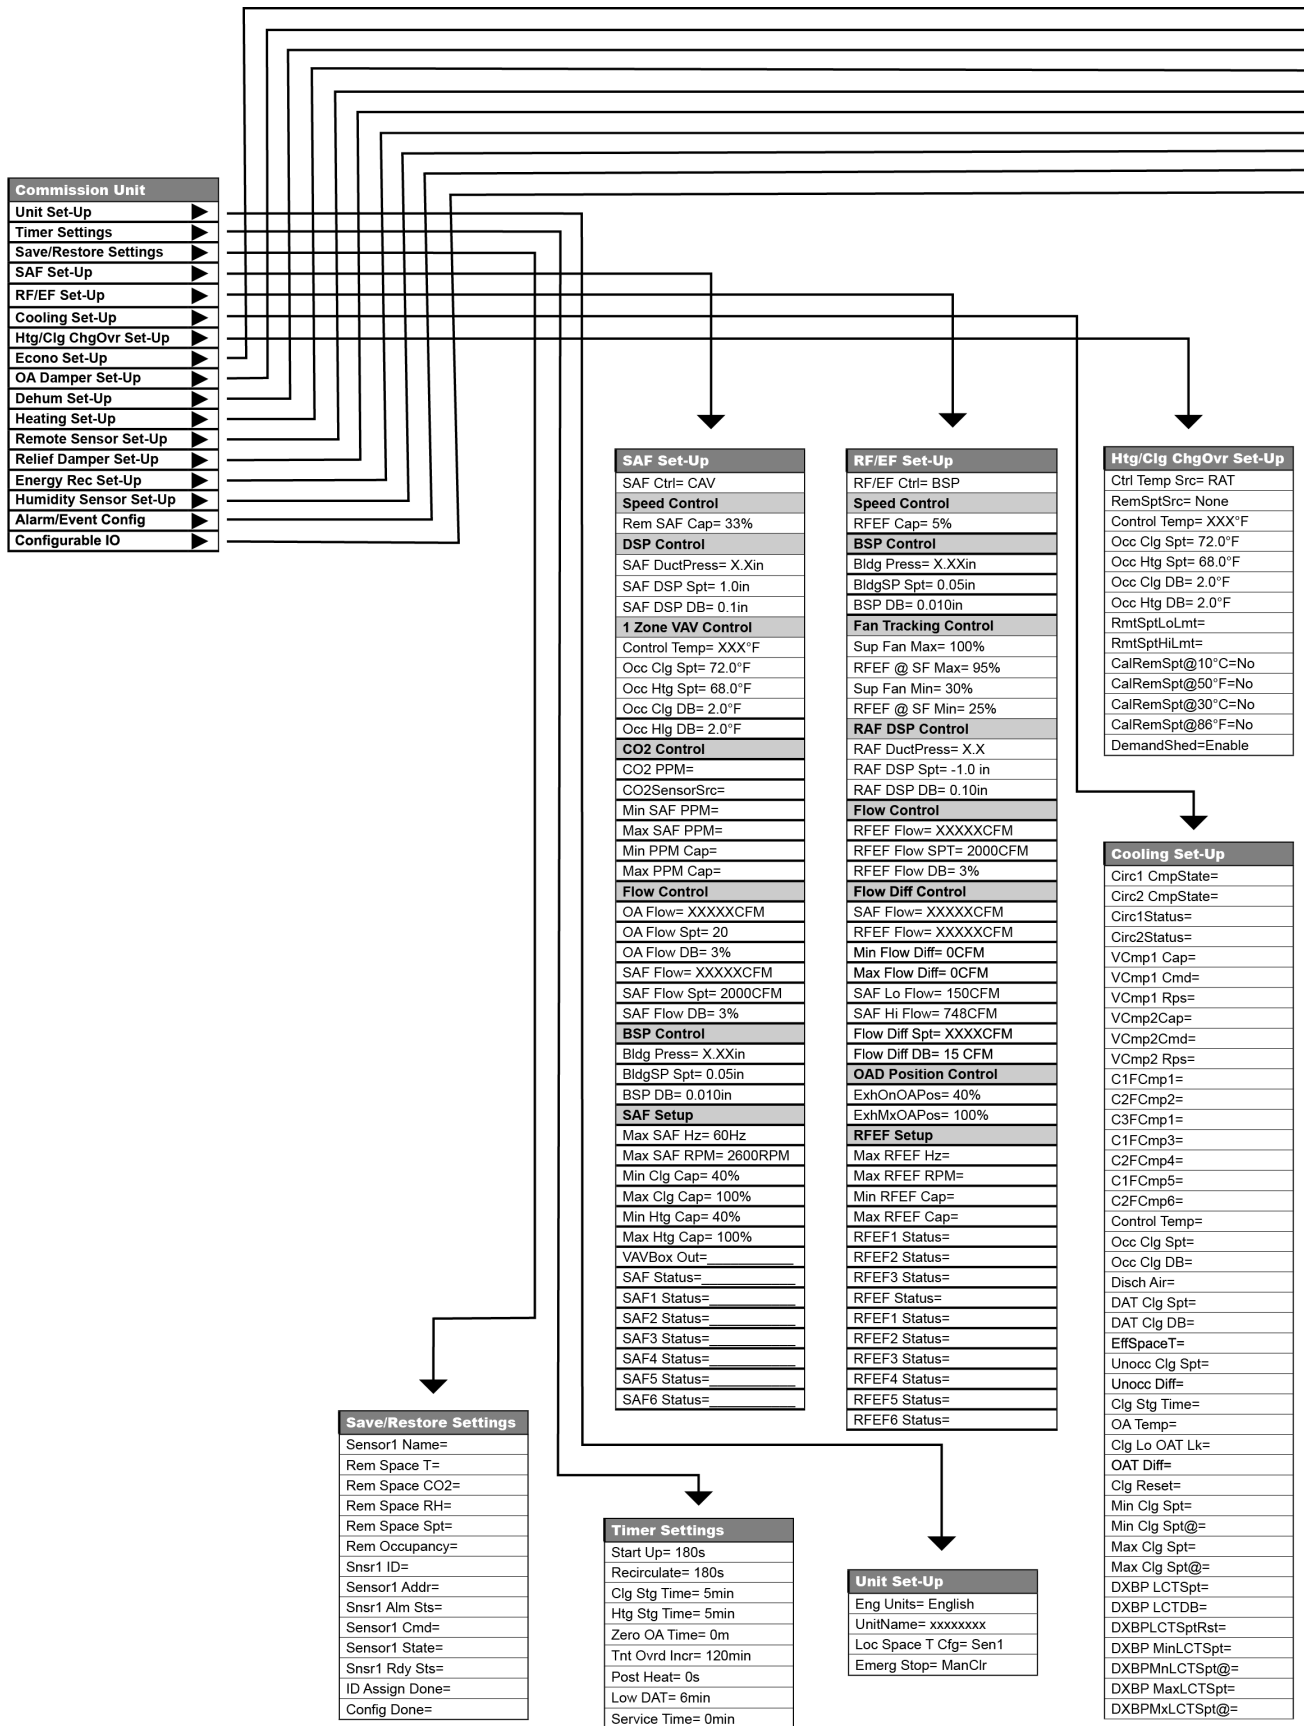 Commission Unit
Unit Set-Up
Timer Settings
Save/Restore Settings
SAF Set-Up
RF/EF Set-Up
Cooling Set-Up
Htg/Clg ChgOvr Set-Up
Econo Set-Up
OA Damper Set-Up
Dehum Set-Up
Heating Set-Up
Remote Sensor Set-Up
Relief Damper Set-Up
Energy Rec Set-Up
Humidity Sensor Set-Up
Alarm/Event Config
Configurable IO
SAF Set-Up
SAF Ctrl= CAV
Speed Control
Rem SAF Cap= 33%
DSP Control
SAF DuctPress= X.Xin
SAF DSP Spt= 1.0in
SAF DSP DB= 0.1in
1 Zone VAV Control
Control Temp= XXX°F
Occ Clg Spt= 72.0°F
Occ Htg Spt= 68.0°F
Occ Clg DB= 2.0°F
Occ Hlg DB= 2.0°F
CO2 Control
CO2 PPM=
CO2SensorSrc=
Min SAF PPM=
Max SAF PPM=
Min PPM Cap=
Max PPM Cap=
Flow Control
OA Flow= XXXXXCFM
OA Flow Spt= 20
OA Flow DB= 3%
SAF Flow= XXXXXCFM
SAF Flow Spt= 2000CFM
SAF Flow DB= 3%
BSP Control
Bldg Press= X.XXin
BldgSP Spt= 0.05in
BSP DB= 0.010in
SAF Setup
Max SAF Hz= 60Hz
Max SAF RPM= 2600RPM
Min Clg Cap= 40%
Max Clg Cap= 100%
Min Htg Cap= 40%
Max Htg Cap= 100%
VAVBox Out=___________
SAF Status=____________
SAF1 Status=___________
SAF2 Status=___________
SAF3 Status=___________
SAF4 Status=___________
SAF5 Status=___________
SAF6 Status=___________
RF/EF Set-Up
RF/EF Ctrl= BSP
Speed Control
RFEF Cap= 5%
BSP Control
Bldg Press= X.XXin
BldgSP Spt= 0.05in
BSP DB= 0.010in
Fan Tracking Control
Sup Fan Max= 100%
RFEF @ SF Max= 95%
Sup Fan Min= 30%
RFEF @ SF Min= 25%
RAF DSP Control
RAF DuctPress= X.X
RAF DSP Spt= -1.0 in
RAF DSP DB= 0.10in
Flow Control
RFEF Flow= XXXXXCFM
RFEF Flow SPT= 2000CFM
RFEF Flow DB= 3%
Flow Diff Control
SAF Flow= XXXXXCFM
RFEF Flow= XXXXXCFM
Min Flow Diff= 0CFM
Max Flow Diff= 0CFM
SAF Lo Flow= 150CFM
SAF Hi Flow= 748CFM
Flow Diff Spt= XXXXCFM
Flow Diff DB= 15 CFM
OAD Position Control
ExhOnOAPos= 40%
ExhMxOAPos= 100%
RFEF Setup
Max RFEF Hz=
Max RFEF RPM=
Min RFEF Cap=
Max RFEF Cap=
RFEF1 Status=
RFEF2 Status=
RFEF3 Status=
RFEF Status=
RFEF1 Status=
RFEF2 Status=
RFEF3 Status=
RFEF4 Status=
RFEF5 Status=
RFEF6 Status=
Htg/Clg ChgOvr Set-Up
Ctrl Temp Src= RAT
RemSptSrc= None
Control Temp= XXX°F
Occ Clg Spt= 72.0°F
Occ Htg Spt= 68.0°F
Occ Clg DB= 2.0°F
Occ Htg DB= 2.0°F
RmtSptLoLmt=
RmtSptHiLmt=
CalRemSpt@10°C=No
CalRemSpt@50°F=No
CalRemSpt@30°C=No
CalRemSpt@86°F=No
DemandShed=Enable
Cooling Set-Up
Circ1 CmpState=
Circ2 CmpState=
Circ1Status=
Circ2Status=
VCmp1 Cap=
VCmp1 Cmd=
VCmp1 Rps=
VCmp2Cap=
VCmp2Cmd=
VCmp2 Rps=
C1FCmp1=
C2FCmp2=
C3FCmp1=
C1FCmp3=
C2FCmp4=
C1FCmp5=
C2FCmp6=
Control Temp=
Occ Clg Spt=
Occ Clg DB=
Disch Air=
DAT Clg Spt=
DAT Clg DB=
EffSpaceT=
Unocc Clg Spt=
Unocc Diff=
Clg Stg Time=
OA Temp=
Clg Lo OAT Lk=
OAT Diff=
Clg Reset=
Min Clg Spt=
Min Clg Spt@=
Max Clg Spt=
Max Clg Spt@=
DXBP LCTSpt=
DXBP LCTDB=
DXBPLCTSptRst=
DXBP MinLCTSpt=
DXBPMnLCTSpt@=
DXBP MaxLCTSpt=
DXBPMxLCTSpt@=
Save/Restore Settings
Sensor1 Name=
Rem Space T=
Rem Space CO2=
Rem Space RH=
Rem Space Spt=
Rem Occupancy=
Snsr1 ID=
Sensor1 Addr=
Snsr1 Alm Sts=
Sensor1 Cmd=
Sensor1 State=
Snsr1 Rdy Sts=
ID Assign Done=
Config Done=
Timer Settings
Start Up= 180s
Recirculate= 180s
Clg Stg Time= 5min
Htg Stg Time= 5min
Zero OA Time= 0m
Tnt Ovrd Incr= 120min
Post Heat= 0s
Low DAT= 6min
Service Time= 0min
Unit Set-Up
Eng Units= English
UnitName= xxxxxxxx
Loc Space T Cfg= Sen1
Emerg Stop= ManClr